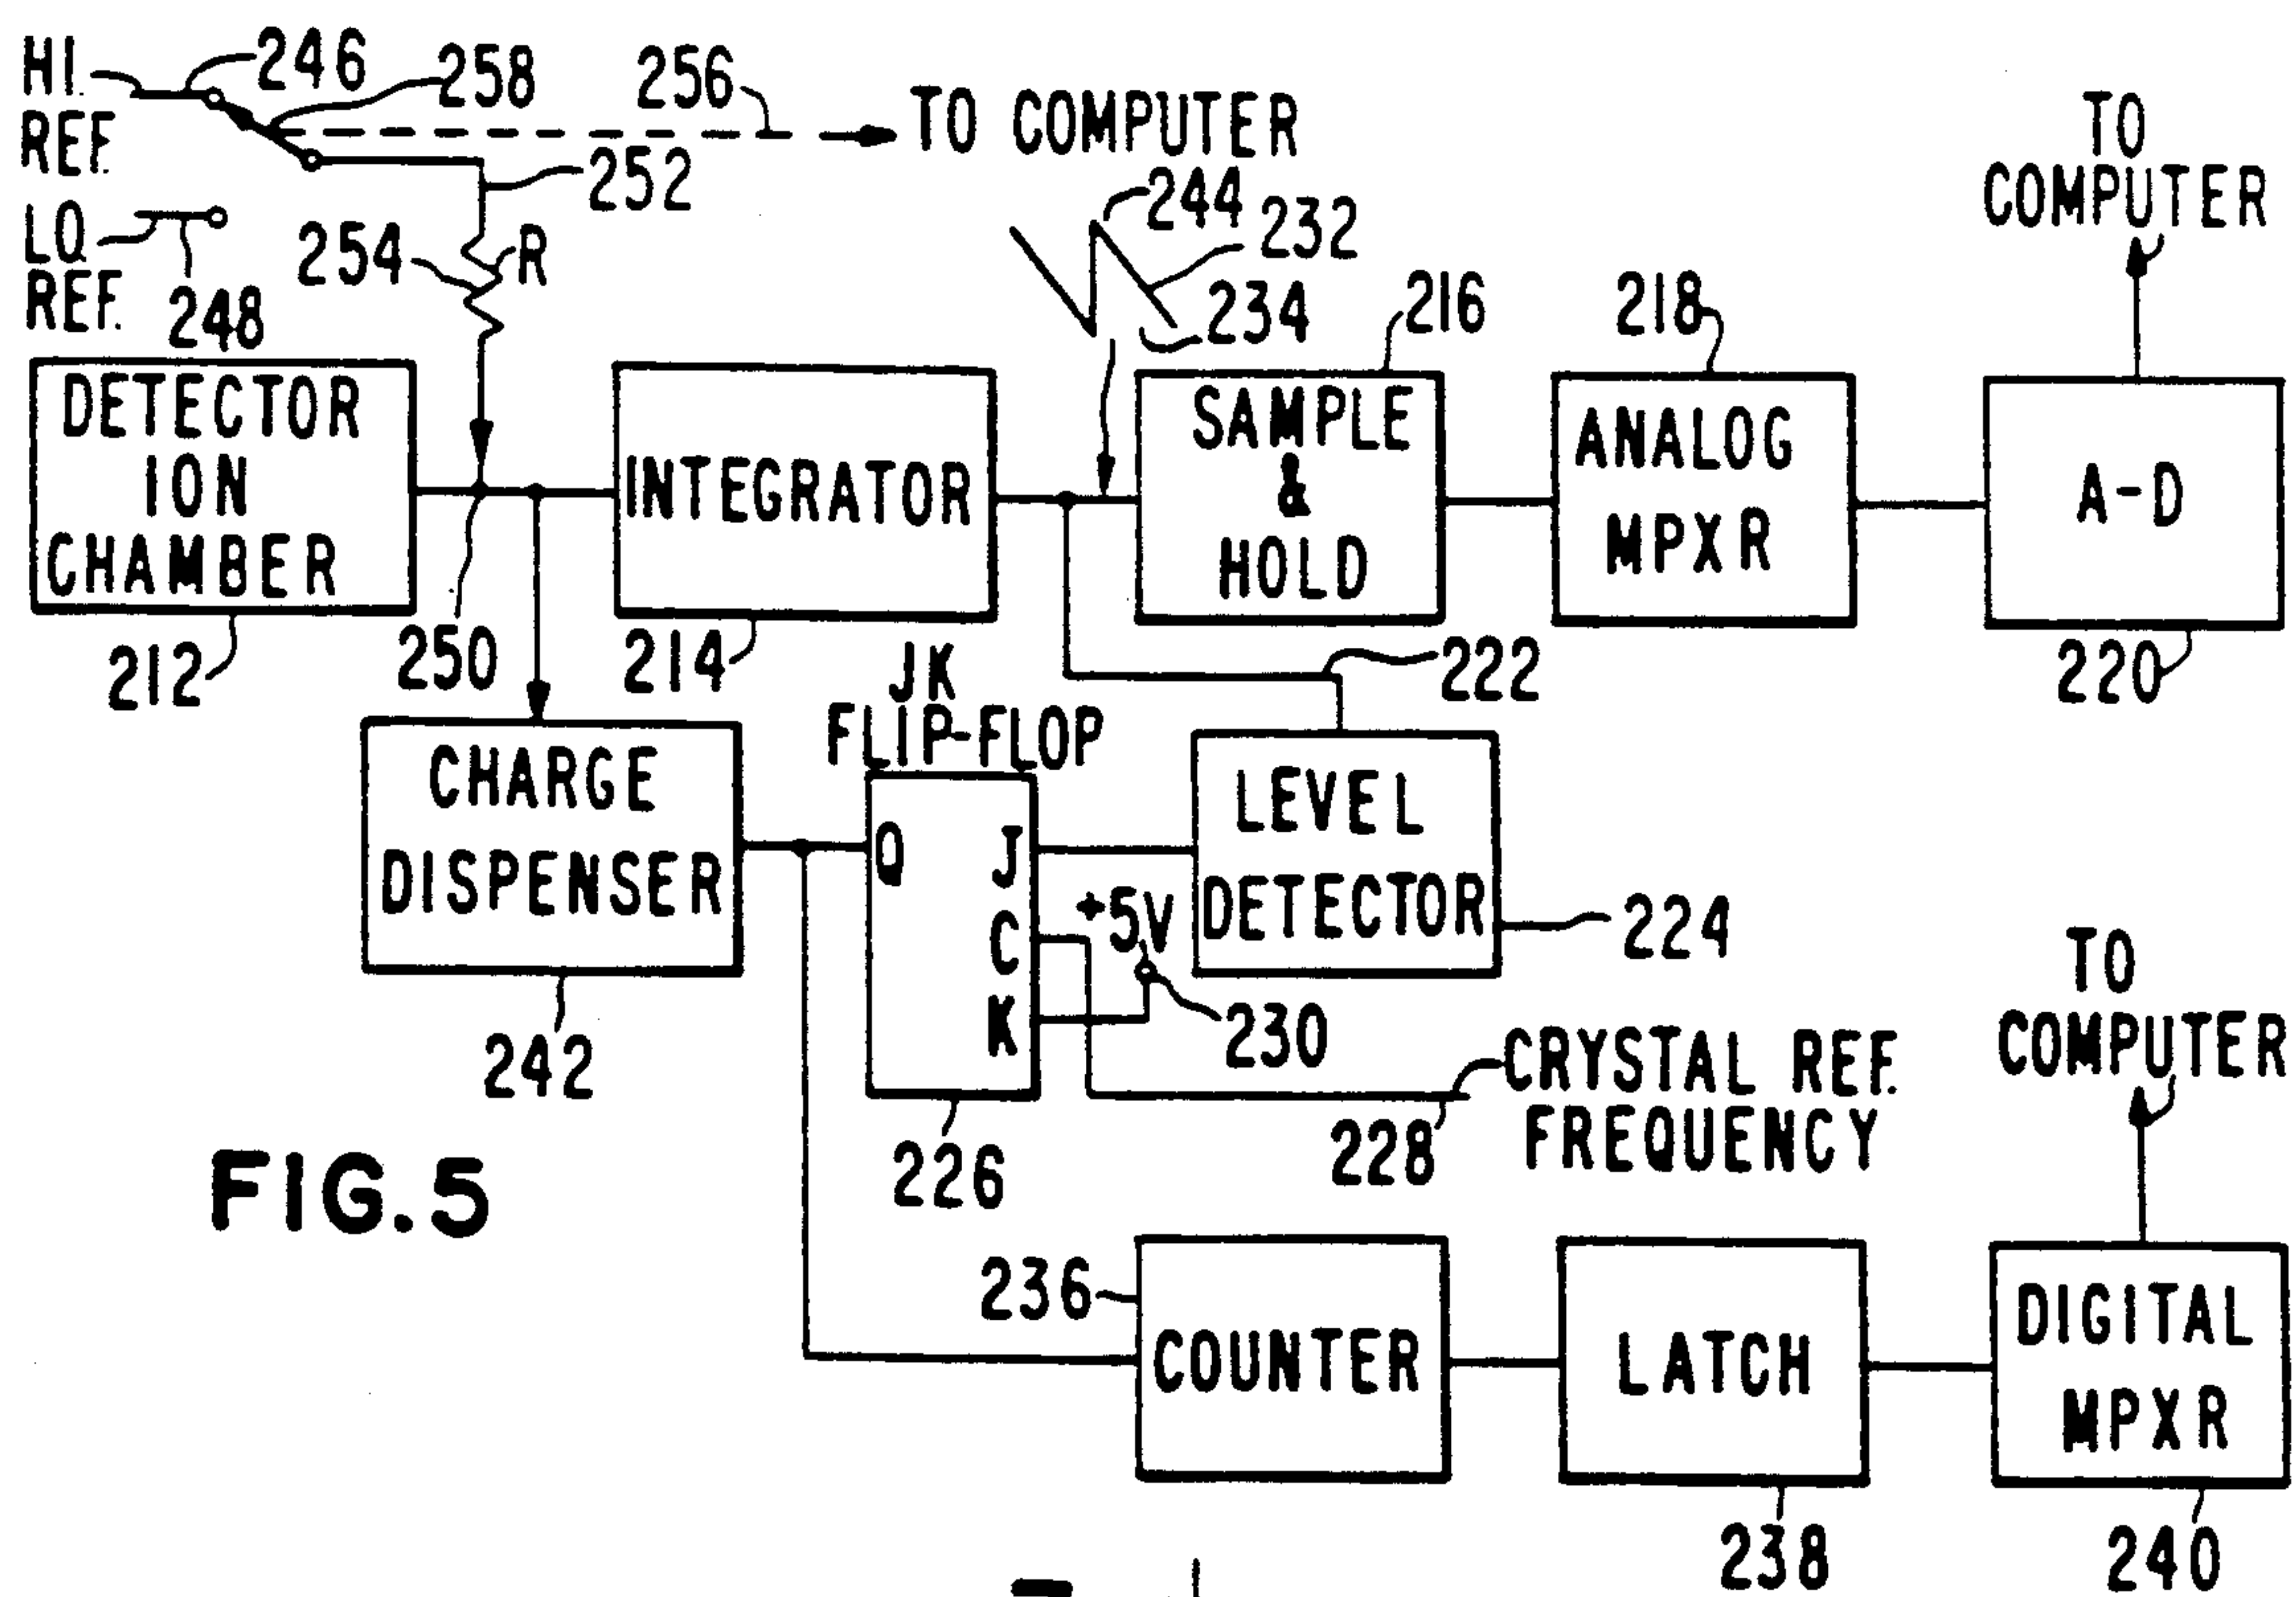 HI.
REF.
246
258
256
TO COMPUTER
252
LO.
REF.
248
254
R
244
232
234
216
218
TO
COMPUTER
DETECTOR
ION
CHAMBER
INTEGRATOR
SAMPLE
&
HOLD
ANALOG
MPXR
A-D
212
250
214
222
220
JK
FLIP-FLOP
CHARGE
DISPENSER
Q
J
C
K
+5V
LEVEL
DETECTOR
224
242
230
226
228
CRYSTAL REF.
FREQUENCY
TO
COMPUTER
FIG.5
236
COUNTER
LATCH
DIGITAL
MPXR
238
240